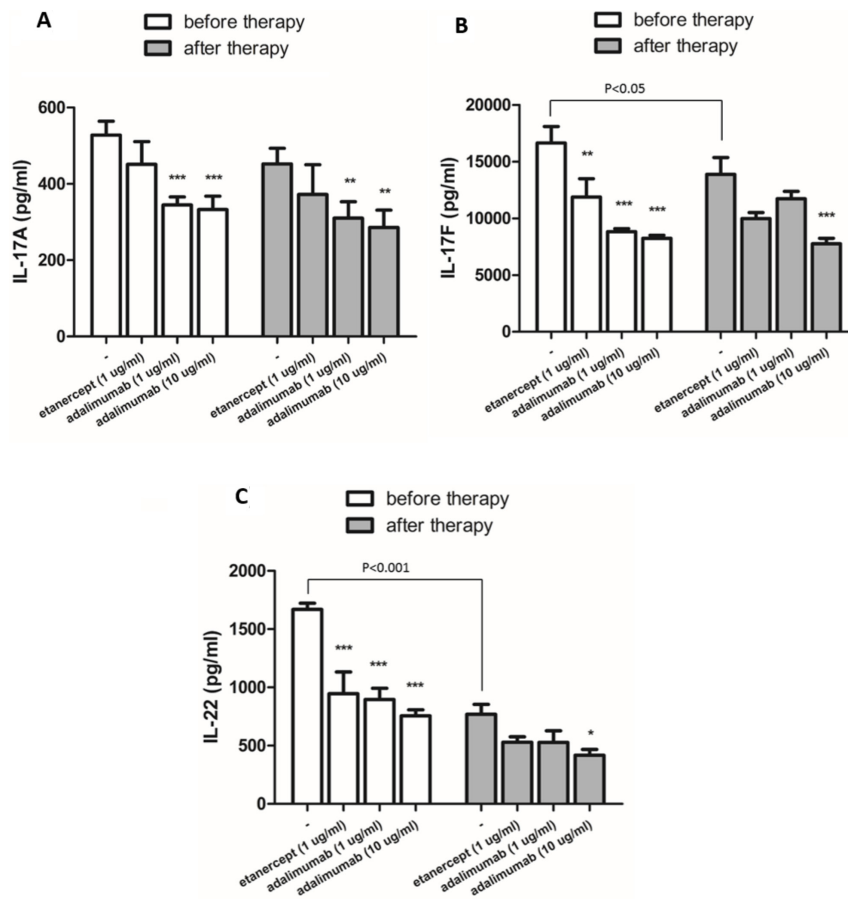 A
before therapy
after therapy
600
400
200
0
IL-17A (pg/ml)
***
***
**
**
-
etanercept (1 ug/ml)
adalimumab (1 ug/ml)
adalimumab (10 ug/ml)
-
etanercept (1 ug/ml)
adalimumab (1 ug/ml)
adalimumab (10 ug/ml)
B
before therapy
after therapy
P<0.05
20000
15000
10000
5000
0
IL-17F (pg/ml)
**
***
***
***
-
etanercept (1 ug/ml)
adalimumab (1 ug/ml)
adalimumab (10 ug/ml)
-
etanercept (1 ug/ml)
adalimumab (1 ug/ml)
adalimumab (10 ug/ml)
C
before therapy
after therapy
P<0.001
2000
1500
1000
500
0
IL-22 (pg/ml)
***
***
***
*
-
etanercept (1 ug/ml)
adalimumab (1 ug/ml)
adalimumab (10 ug/ml)
-
etanercept (1 ug/ml)
adalimumab (1 ug/ml)
adalimumab (10 ug/ml)